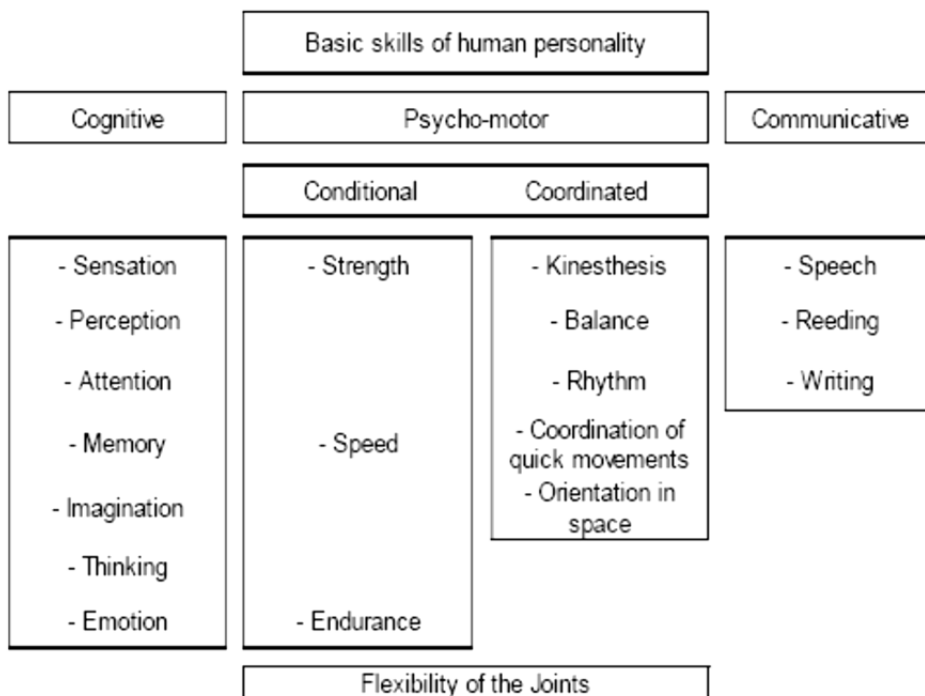 Basic skills of human personality
Cognitive
Psycho-motor
Communicative
Conditional
Coordinated
- Sensation
- Perception
- Attention
- Memory
- Imagination
- Thinking
- Emotion
- Strength
- Speed
- Endurance
- Kinesthesis
- Balance
- Rhythm
- Coordination of
quick movements
- Orientation in
space
- Speech
- Reeding
- Writing
Flexibility of the Joints